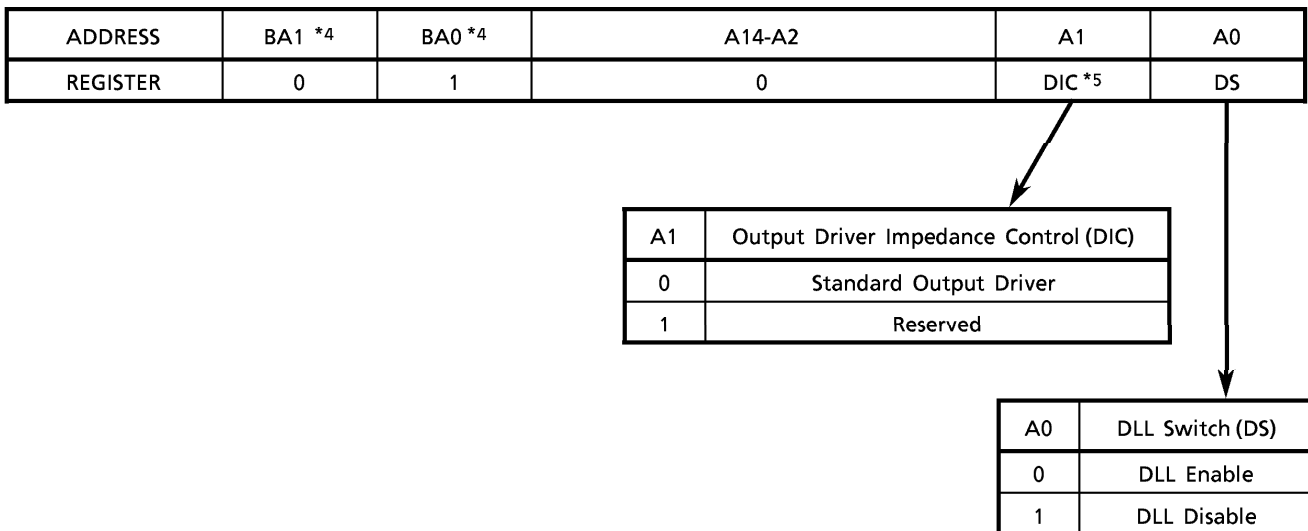 ADDRESS BA1 *4 BA0 *4 A14-A2 A1 A0
REGISTER 0 1 0 DIC *5 DS
A1 Output Driver Impedance Control (DIC)
0 Standard Output Driver
1 Reserved
A0 DLL Switch (DS)
0 DLL Enable
1 DLL Disable